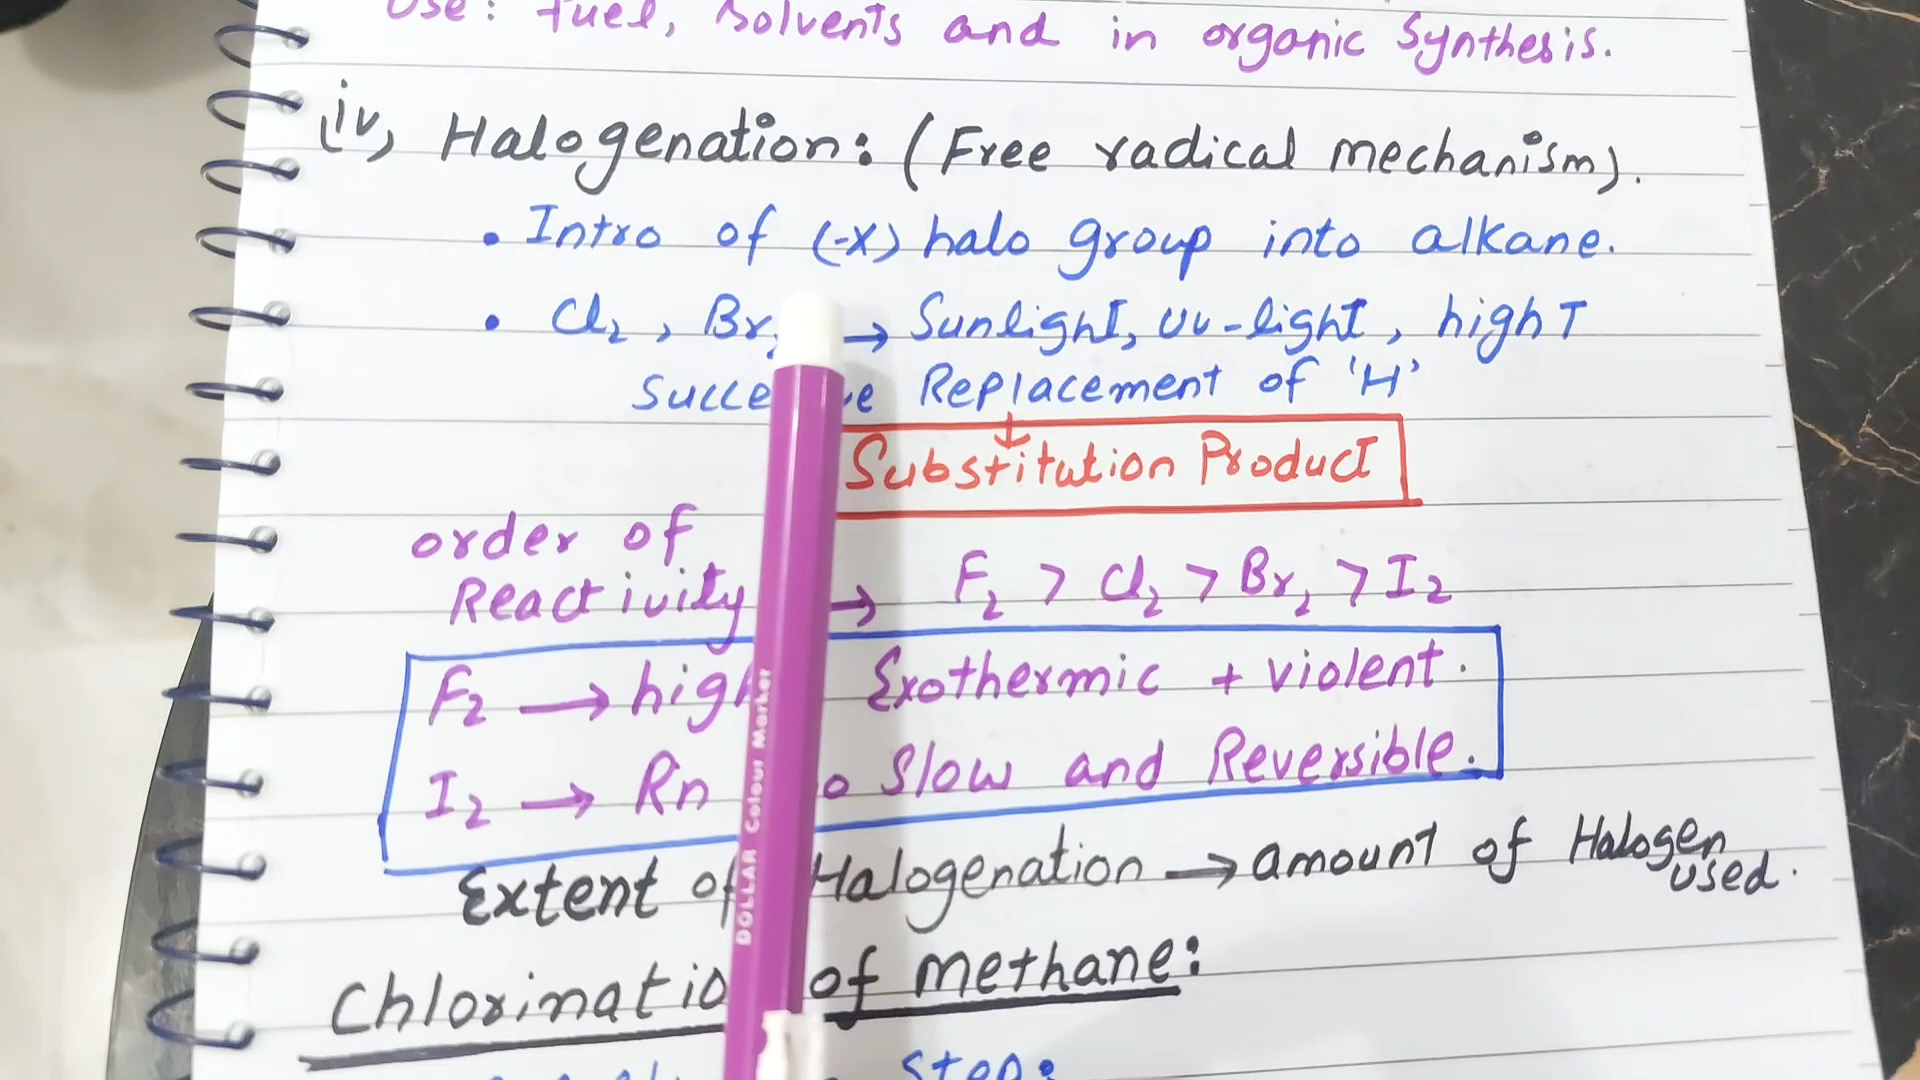 Use: fuel, solvents and in organic Synthesis.
(iv) Halogenation: (Free radical mechanism).
• Intro of (-X) halo group into alkane.
• Cl2, Br2 → Sunlight, UV-light, high T
Replacement of 'H'
↓
Substitution Product
order of
Reactivity → F2 > Cl2 > Br2 > I2
F2 → high Exothermic + violent.
I2 → Rn Slow and Reversible.
Extent of Halogenation → amount of Halogen
used.
Chlorination of methane:
Step:
DOLLAR Colour Marker